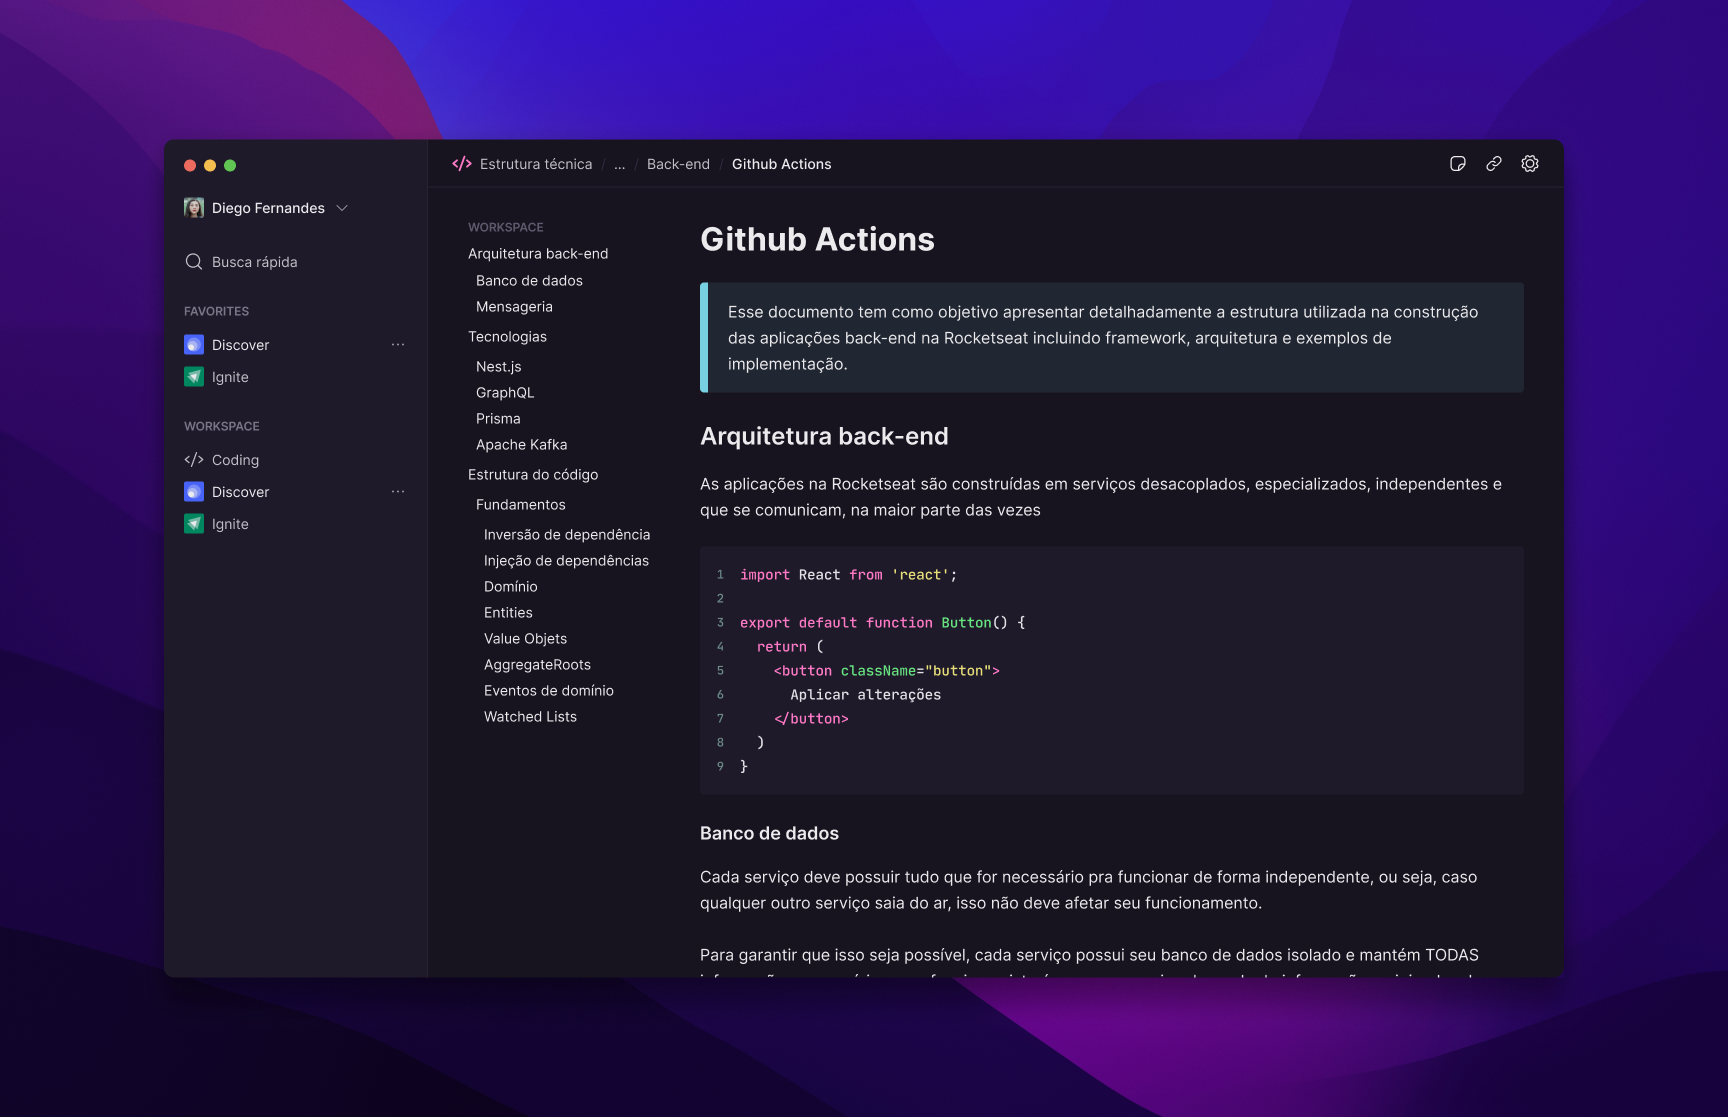 Diego Fernandes
Busca rápida
FAVORITES
Discover ...
Ignite
WORKSPACE
</> Coding
Discover ...
Ignite
</> Estrutura técnica / ... / Back-end / Github Actions
WORKSPACE
Arquitetura back-end
Banco de dados
Mensageria
Tecnologias
Nest.js
GraphQL
Prisma
Apache Kafka
Estrutura do código
Fundamentos
Inversão de dependência
Injeção de dependências
Domínio
Entities
Value Objets
AggregateRoots
Eventos de domínio
Watched Lists
Github Actions
Esse documento tem como objetivo apresentar detalhadamente a estrutura utilizada na construção
das aplicações back-end na Rocketseat incluindo framework, arquitetura e exemplos de
implementação.
Arquitetura back-end
As aplicações na Rocketseat são construídas em serviços desacoplados, especializados, independentes e
que se comunicam, na maior parte das vezes
1 import React from 'react';
2
3 export default function Button() {
4 return (
5 <button className="button">
6 Aplicar alterações
7 </button>
8 )
9 }
Banco de dados
Cada serviço deve possuir tudo que for necessário pra funcionar de forma independente, ou seja, caso
qualquer outro serviço saia do ar, isso não deve afetar seu funcionamento.
Para garantir que isso seja possível, cada serviço possui seu banco de dados isolado e mantém TODAS